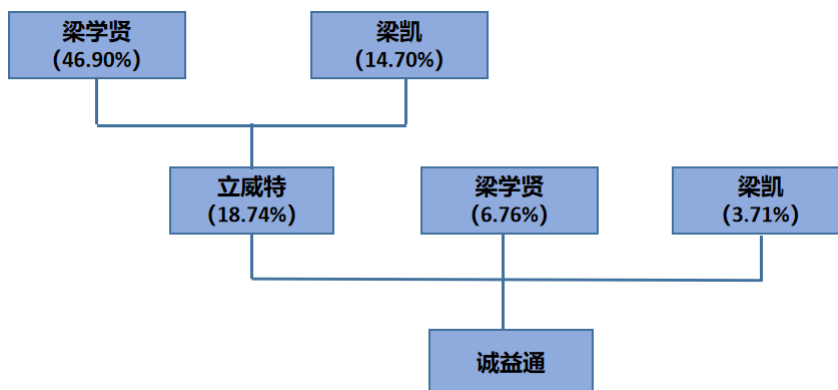 梁学贤
（46.90%）
梁凯
（14.70%）
立威特
（18.74%）
梁学贤
（6.76%）
梁凯
（3.71%）
诚益通